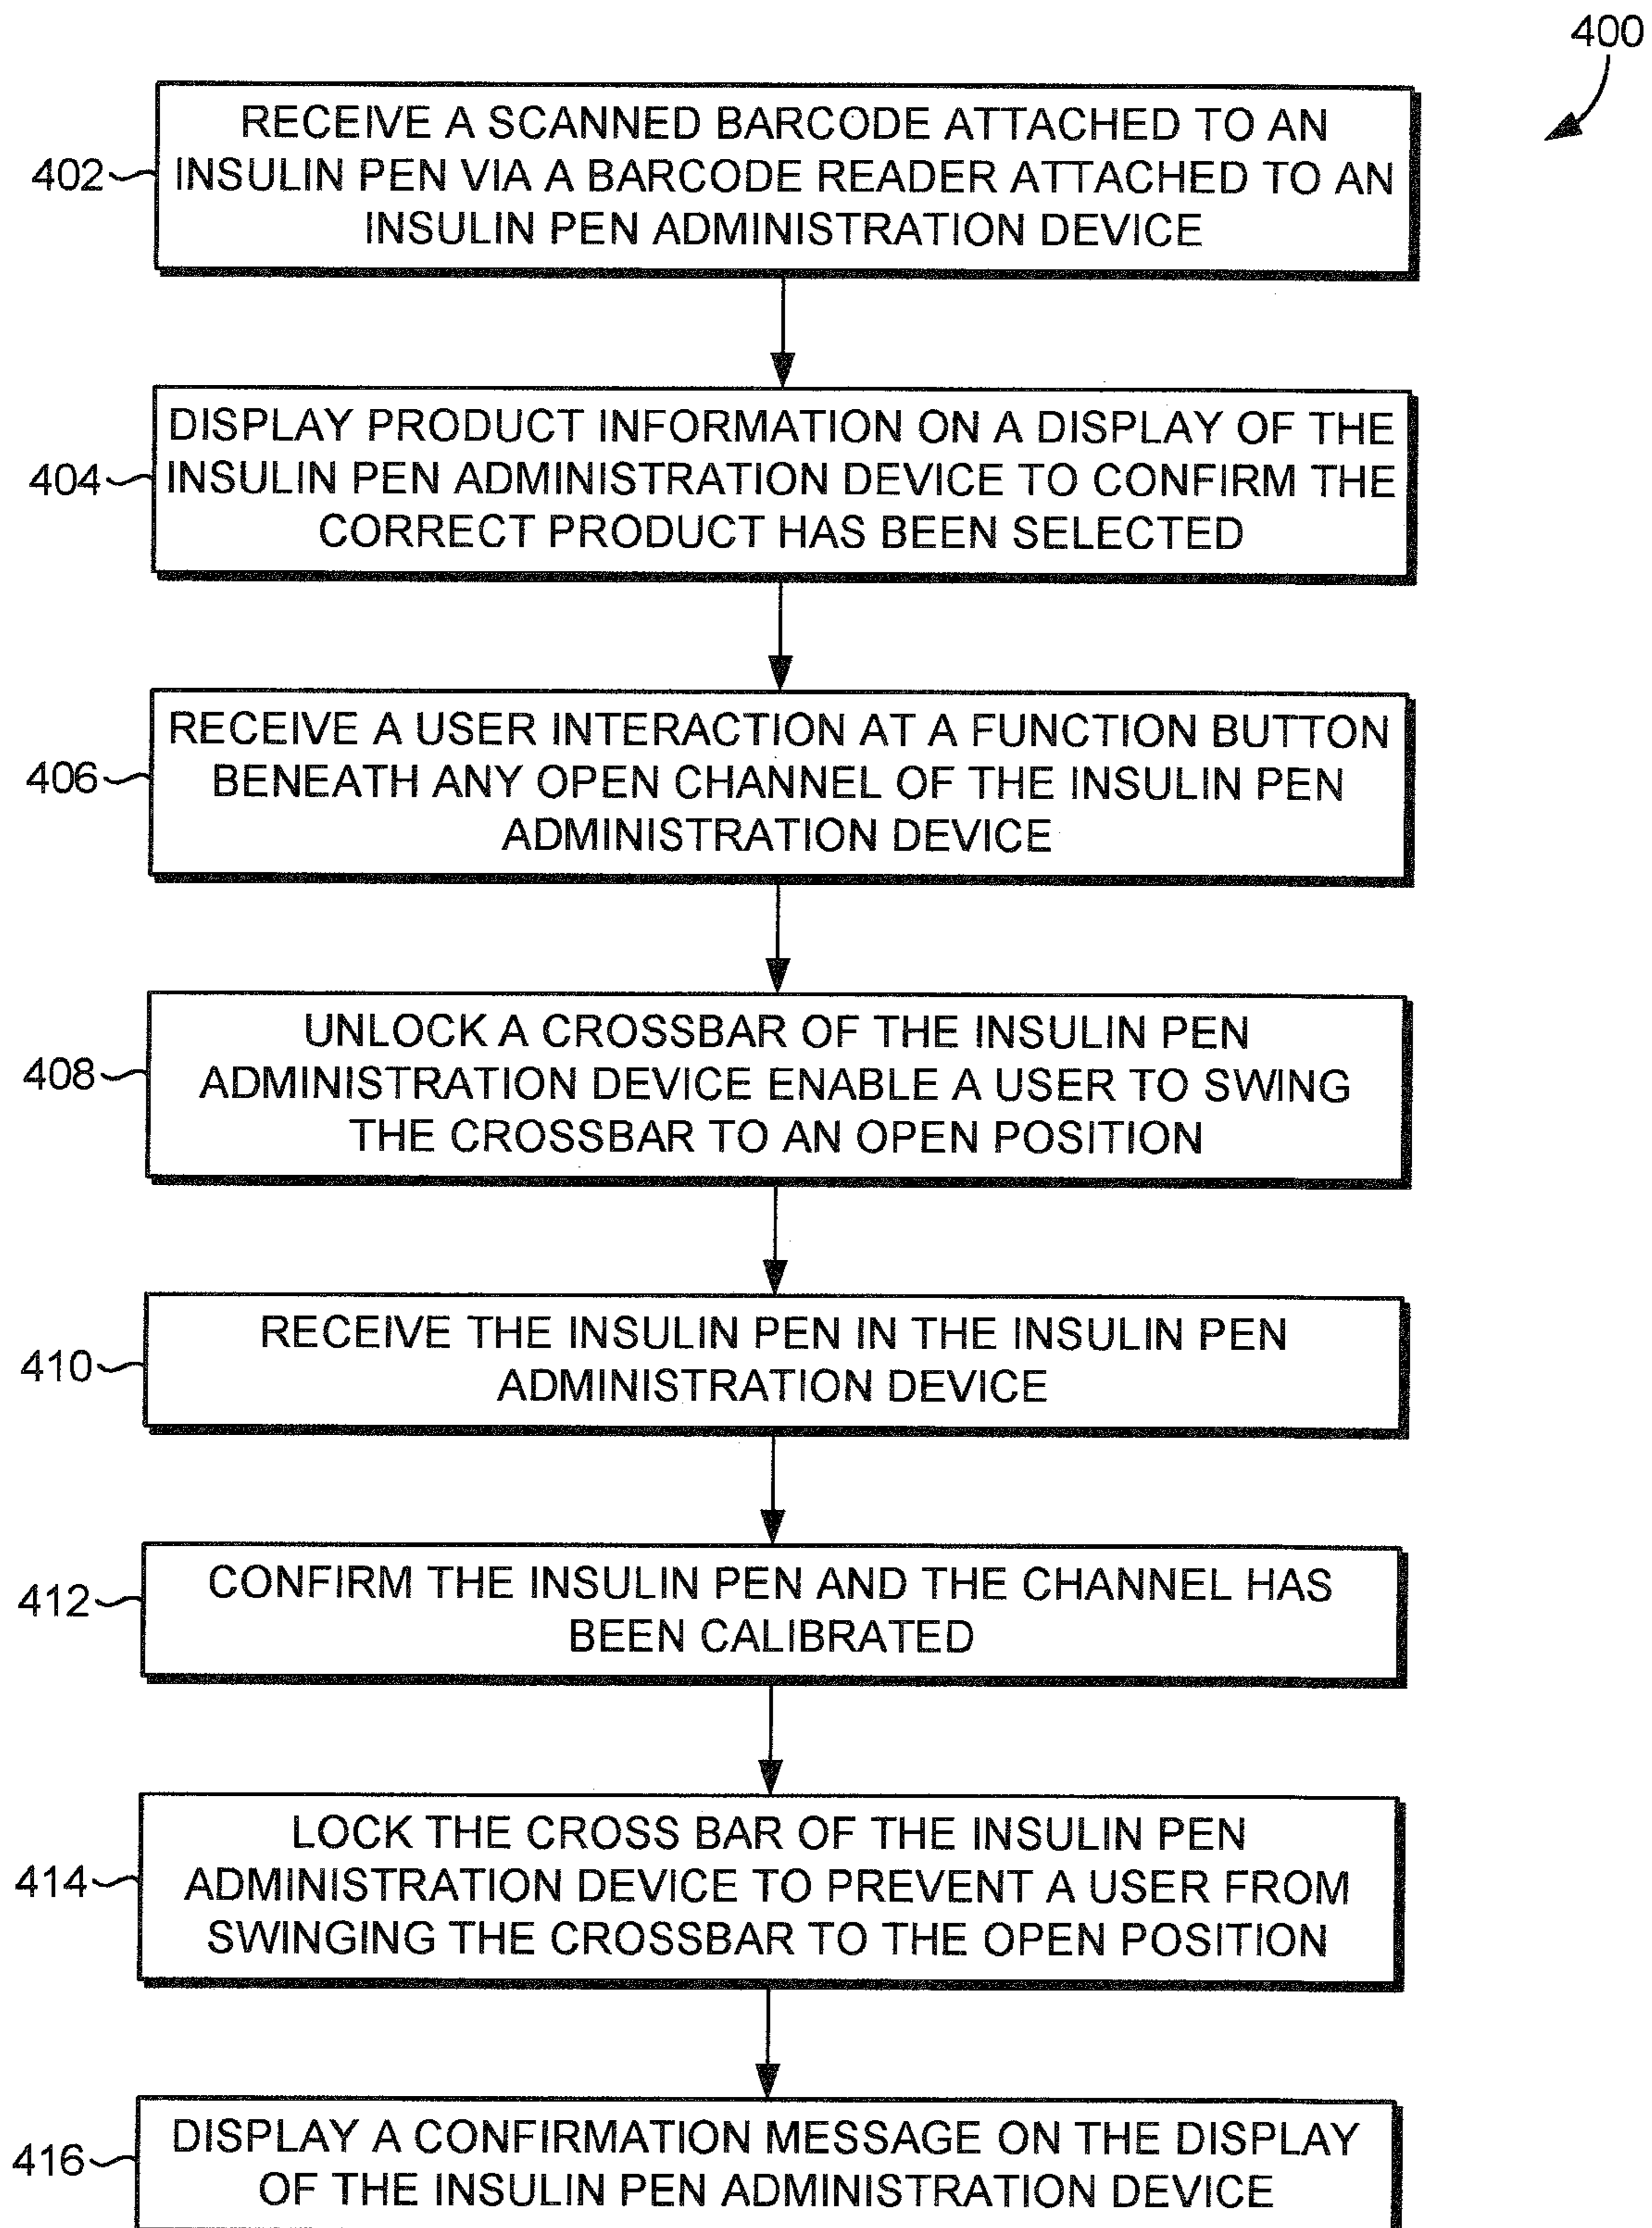 400
402
RECEIVE A SCANNED BARCODE ATTACHED TO AN
INSULIN PEN VIA A BARCODE READER ATTACHED TO AN
INSULIN PEN ADMINISTRATION DEVICE
404
DISPLAY PRODUCT INFORMATION ON A DISPLAY OF THE
INSULIN PEN ADMINISTRATION DEVICE TO CONFIRM THE
CORRECT PRODUCT HAS BEEN SELECTED
406
RECEIVE A USER INTERACTION AT A FUNCTION BUTTON
BENEATH ANY OPEN CHANNEL OF THE INSULIN PEN
ADMINISTRATION DEVICE
408
UNLOCK A CROSSBAR OF THE INSULIN PEN
ADMINISTRATION DEVICE ENABLE A USER TO SWING
THE CROSSBAR TO AN OPEN POSITION
410
RECEIVE THE INSULIN PEN IN THE INSULIN PEN
ADMINISTRATION DEVICE
412
CONFIRM THE INSULIN PEN AND THE CHANNEL HAS
BEEN CALIBRATED
414
LOCK THE CROSS BAR OF THE INSULIN PEN
ADMINISTRATION DEVICE TO PREVENT A USER FROM
SWINGING THE CROSSBAR TO THE OPEN POSITION
416
DISPLAY A CONFIRMATION MESSAGE ON THE DISPLAY
OF THE INSULIN PEN ADMINISTRATION DEVICE